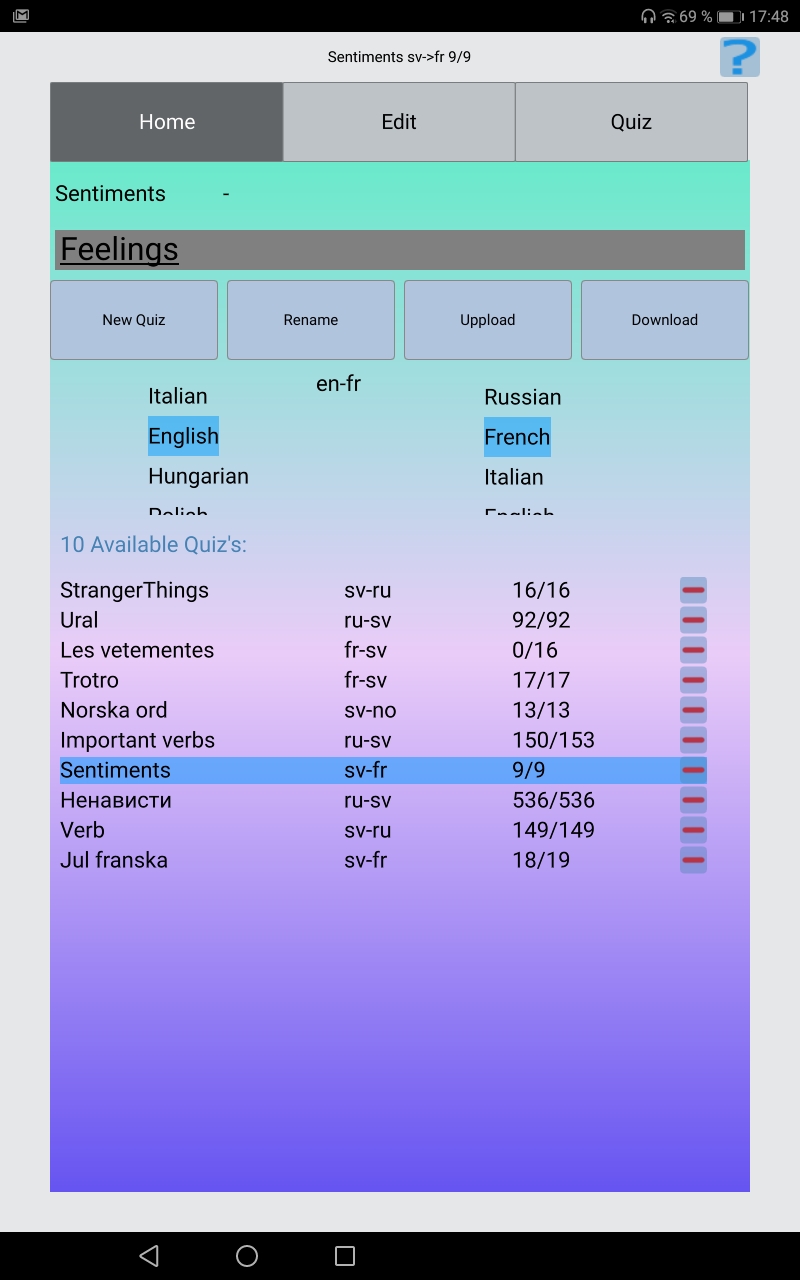 69 % 17:48
Sentiments sv->fr 9/9 ?
Home Edit Quiz
Sentiments -
Feelings
New Quiz Rename Uppload Download
Italian en-fr Russian
English French
Hungarian Italian
Polish English
10 Available Quiz's:
StrangerThings sv-ru 16/16
Ural ru-sv 92/92
Les vetementes fr-sv 0/16
Trotro fr-sv 17/17
Norska ord sv-no 13/13
Important verbs ru-sv 150/153
Sentiments sv-fr 9/9
Ненависти ru-sv 536/536
Verb sv-ru 149/149
Jul franska sv-fr 18/19